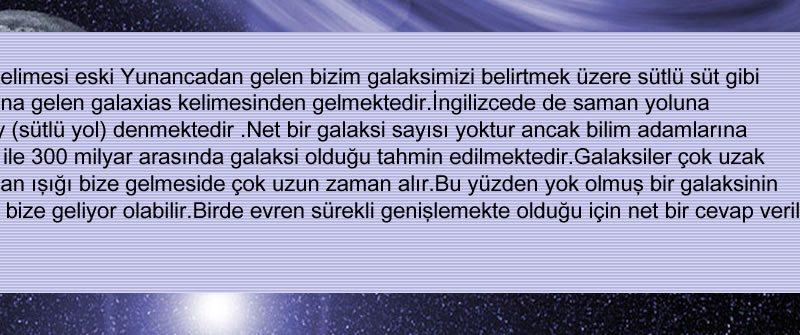 elimesi eski Yunancadan gelen bizim galaksimizi belirtmek üzere sütlü süt gibi
na gelen galaxias kelimesinden gelmektedir.İngilizcede de saman yoluna
y (sütlü yol) denmektedir .Net bir galaksi sayısı yoktur ancak bilim adamlarına
ile 300 milyar arasında galaksi olduğu tahmin edilmektedir.Galaksiler çok uzak
an ışığı bize gelmeside çok uzun zaman alır.Bu yüzden yok olmuş bir galaksinin
bize geliyor olabilir.Birde evren sürekli genişlemekte olduğu için net bir cevap veril